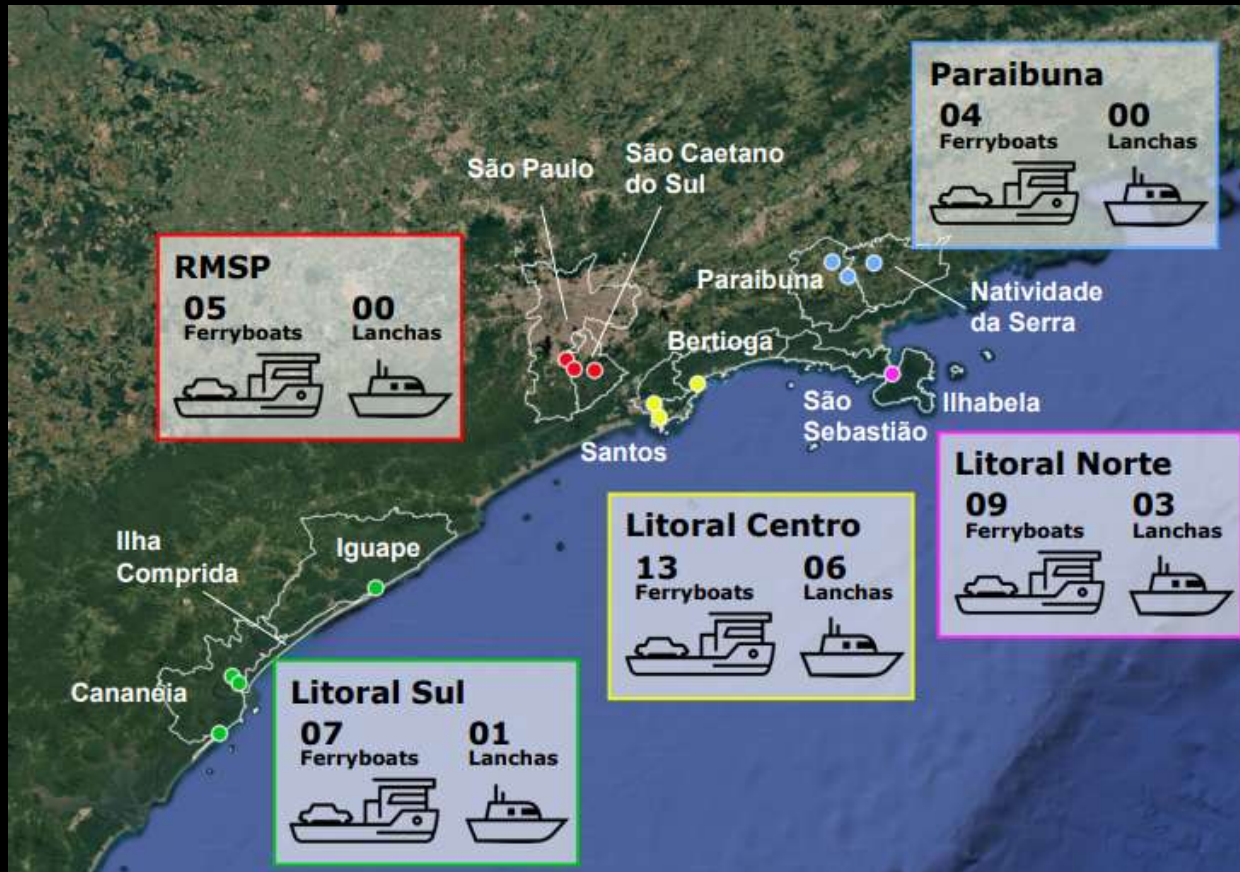 Paraibuna
04
Ferryboats
00
Lanchas
São Paulo
São Caetano
do Sul
RMSP
05
Ferryboats
00
Lanchas
Paraibuna
Natividade
da Serra
Bertioga
São
Sebastião
Ilhabela
Santos
Litoral Norte
09
Ferryboats
03
Lanchas
Litoral Centro
13
Ferryboats
06
Lanchas
Ilha
Comprida
Iguape
Cananéia
Litoral Sul
07
Ferryboats
01
Lanchas